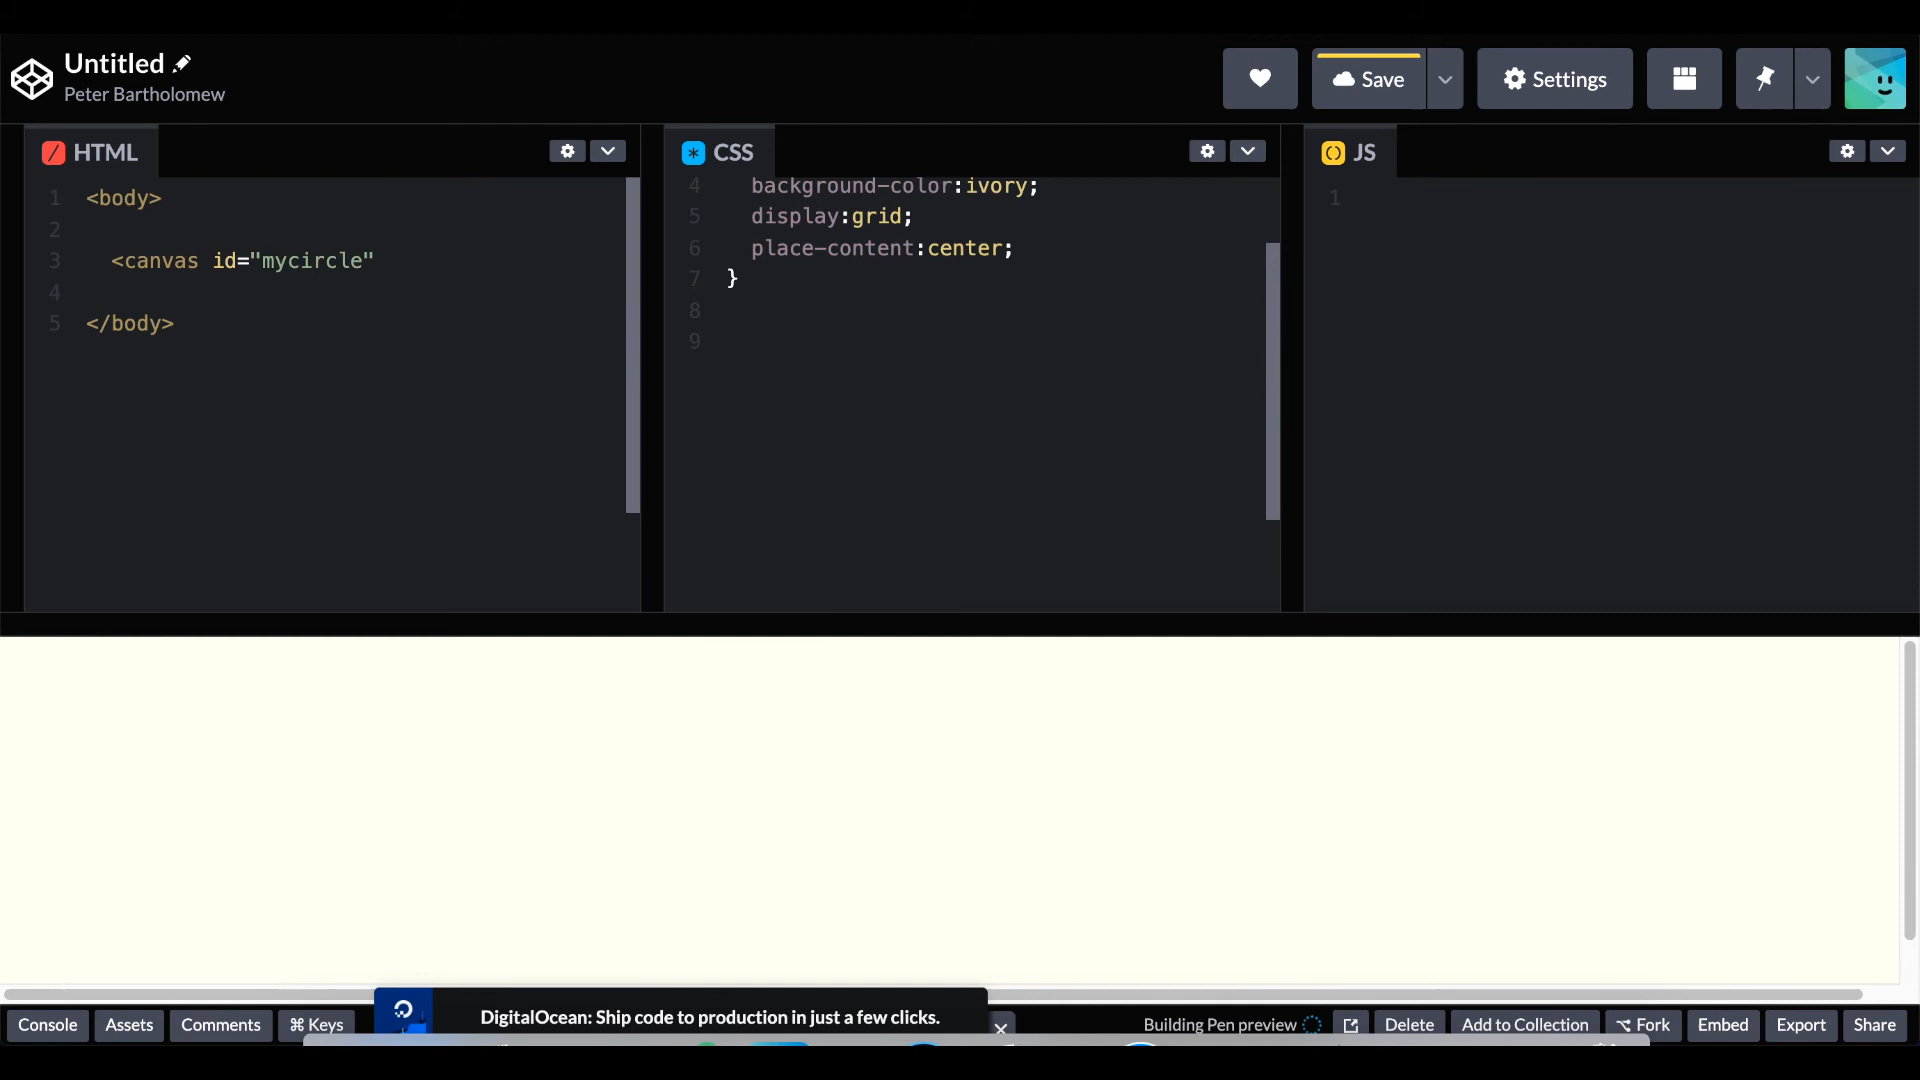 Untitled
Peter Bartholomew
Save
Settings
HTML
1 <body>
2
3 <canvas id="mycircle"
4
5 </body>
CSS
4 background-color:ivory;
5 display:grid;
6 place-content:center;
7 }
8
9
JS
1
Console
Assets
Comments
⌘ Keys
DigitalOcean: Ship code to production in just a few clicks.
Building Pen preview
Delete
Add to Collection
Fork
Embed
Export
Share